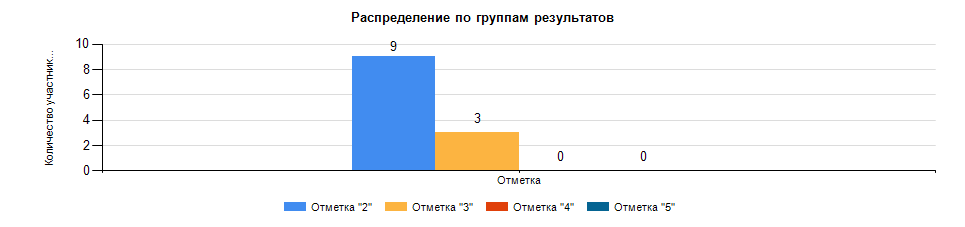 Распределение по группам результатов
Количество участник...
10
8
6
4
2
0
9
3
0
0
Отметка
Отметка "2" Отметка "3" Отметка "4" Отметка "5"